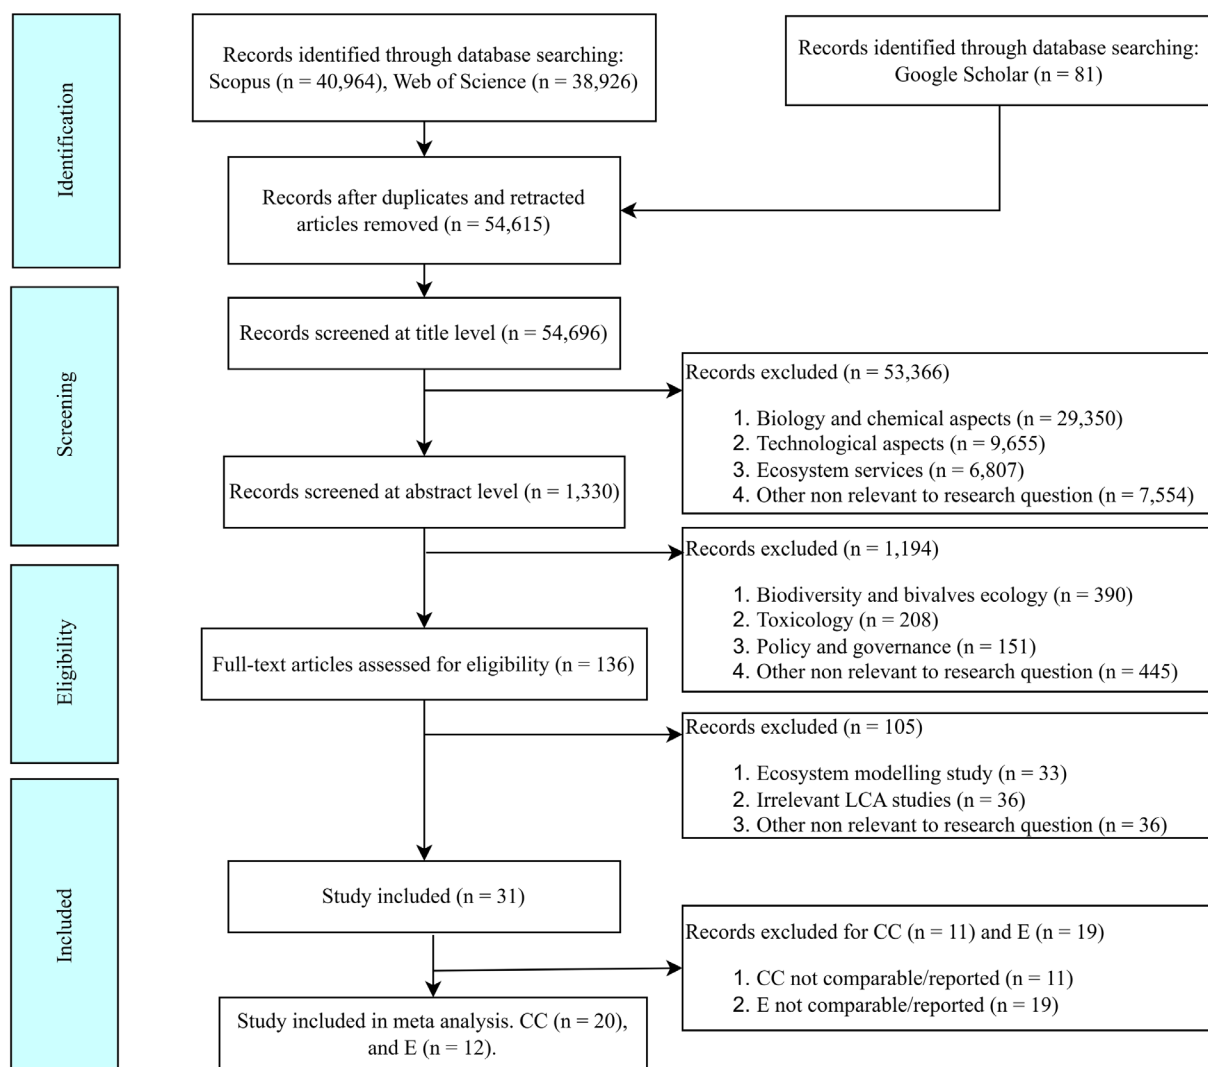 Identification
Records identified through database searching:
Scopus (n = 40,964), Web of Science (n = 38,926)
Records identified through database searching:
Google Scholar (n = 81)
Records after duplicates and retracted
articles removed (n = 54,615)
Screening
Records screened at title level (n = 54,696)
Records excluded (n = 53,366)
1. Biology and chemical aspects (n = 29,350)
2. Technological aspects (n = 9,655)
3. Ecosystem services (n = 6,807)
4. Other non relevant to research question (n = 7,554)
Records screened at abstract level (n = 1,330)
Records excluded (n = 1,194)
1. Biodiversity and bivalves ecology (n = 390)
2. Toxicology (n = 208)
3. Policy and governance (n = 151)
4. Other non relevant to research question (n = 445)
Eligibility
Full-text articles assessed for eligibility (n = 136)
Records excluded (n = 105)
1. Ecosystem modelling study (n = 33)
2. Irrelevant LCA studies (n = 36)
3. Other non relevant to research question (n = 36)
Included
Study included (n = 31)
Records excluded for CC (n = 11) and E (n = 19)
1. CC not comparable/reported (n = 11)
2. E not comparable/reported (n = 19)
Study included in meta analysis. CC (n = 20),
and E (n = 12).